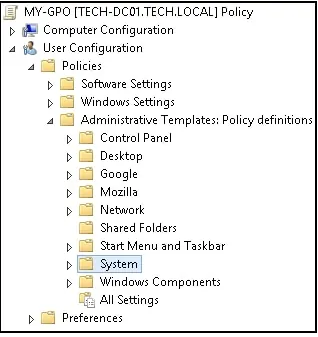 MY-GPO [TECH-DC01.TECH.LOCAL] Policy
Computer Configuration
User Configuration
Policies
Software Settings
Windows Settings
Administrative Templates: Policy definitions
Control Panel
Desktop
Google
Mozilla
Network
Shared Folders
Start Menu and Taskbar
System
Windows Components
All Settings
Preferences